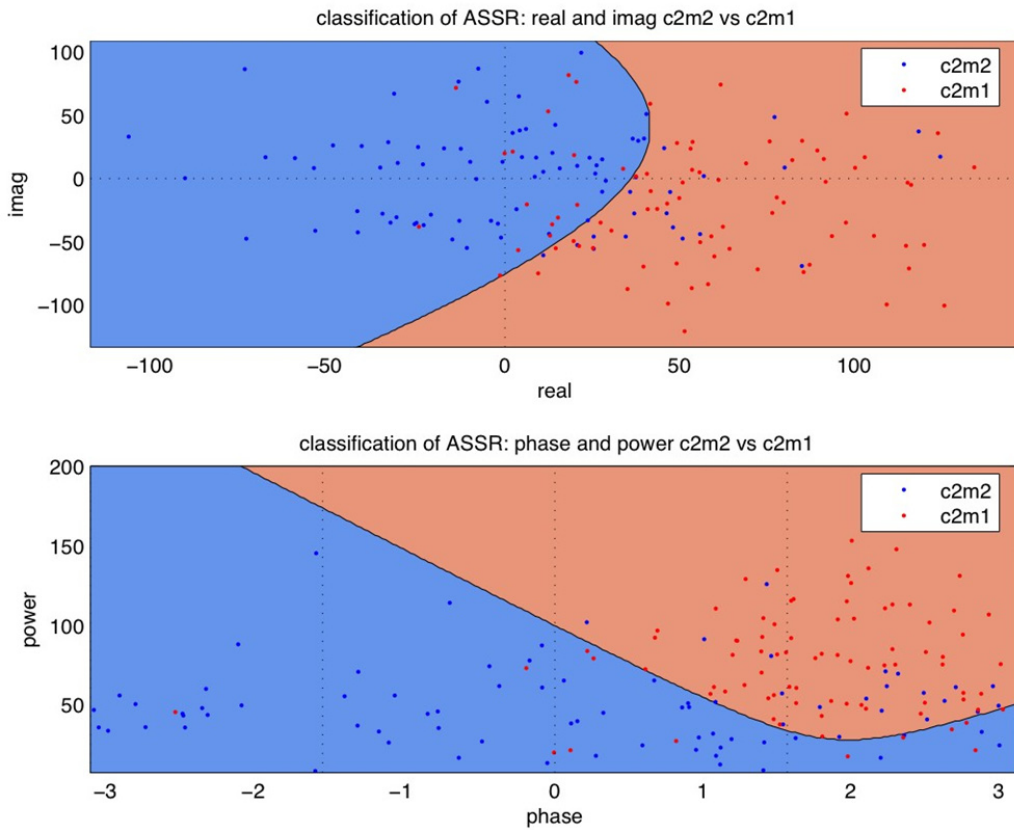 classification of ASSR: real and imag c2m2 vs c2m1
c2m2
c2m1
100
50
0
−50
−100
imag
−100
−50
0
50
100
real
classification of ASSR: phase and power c2m2 vs c2m1
c2m2
c2m1
200
150
100
50
power
−3
−2
−1
0
1
2
3
phase